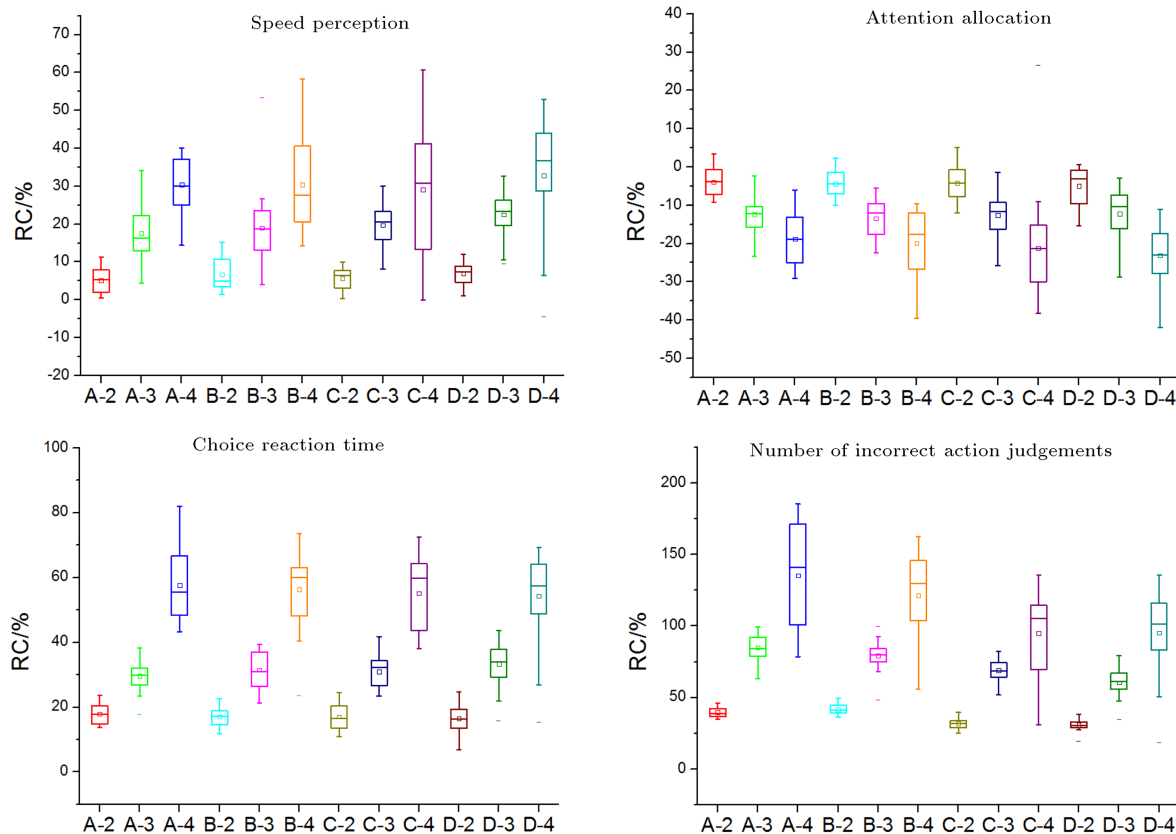 Speed perception
70
60
50
40
30
20
10
0
-10
-20
RC/%
A-2 A-3 A-4 B-2 B-3 B-4 C-2 C-3 C-4 D-2 D-3 D-4
Attention allocation
40
30
20
10
0
-10
-20
-30
-40
-50
RC/%
A-2 A-3 A-4 B-2 B-3 B-4 C-2 C-3 C-4 D-2 D-3 D-4
Choice reaction time
100
80
60
40
20
0
RC/%
A-2 A-3 A-4 B-2 B-3 B-4 C-2 C-3 C-4 D-2 D-3 D-4
Number of incorrect action judgements
200
150
100
50
0
RC/%
A-2 A-3 A-4 B-2 B-3 B-4 C-2 C-3 C-4 D-2 D-3 D-4